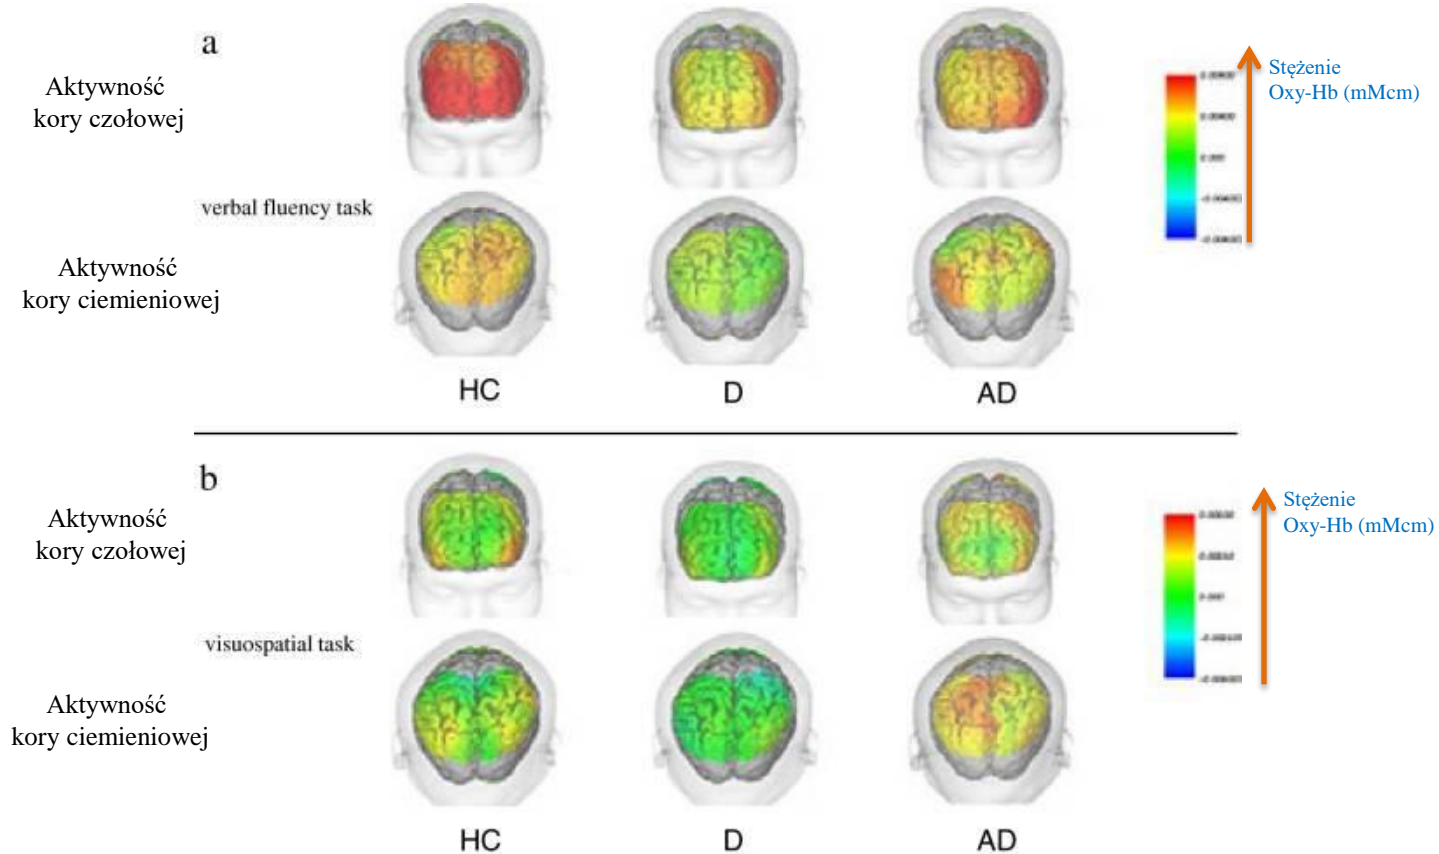 a
Aktywność
kory czołowej
Stężenie
Oxy-Hb (mMcm)
verbal fluency task
Aktywność
kory ciemieniowej
HC D AD
b
Aktywność
kory czołowej
Stężenie
Oxy-Hb (mMcm)
visuospatial task
Aktywność
kory ciemieniowej
HC D AD